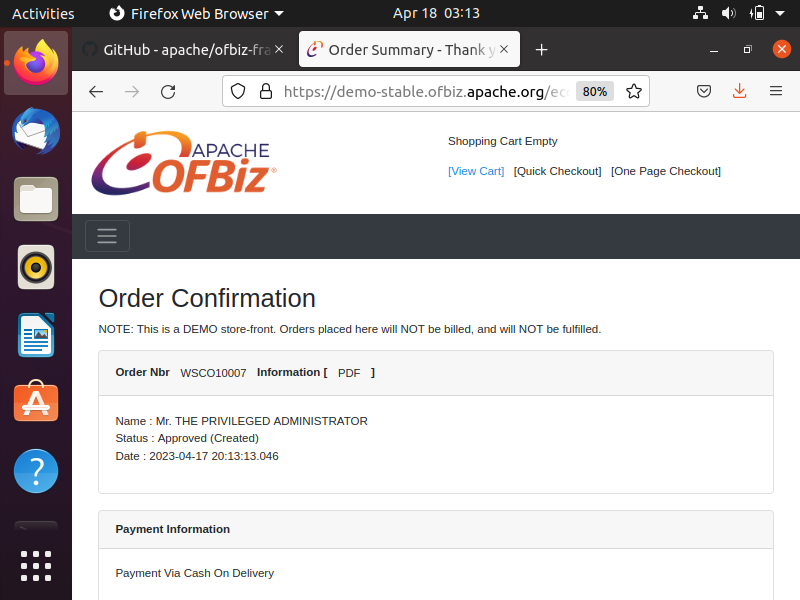 Activities Firefox Web Browser Apr 18 03:13
GitHub - apache/ofbiz-fra Order Summary - Thank y
https://demo-stable.ofbiz.apache.org/ec 80%
APACHE
OFBiz®
Shopping Cart Empty
[View Cart] [Quick Checkout] [One Page Checkout]
Order Confirmation
NOTE: This is a DEMO store-front. Orders placed here will NOT be billed, and will NOT be fulfilled.
Order Nbr WSCO10007 Information [ PDF ]
Name : Mr. THE PRIVILEGED ADMINISTRATOR
Status : Approved (Created)
Date : 2023-04-17 20:13:13.046
Payment Information
Payment Via Cash On Delivery